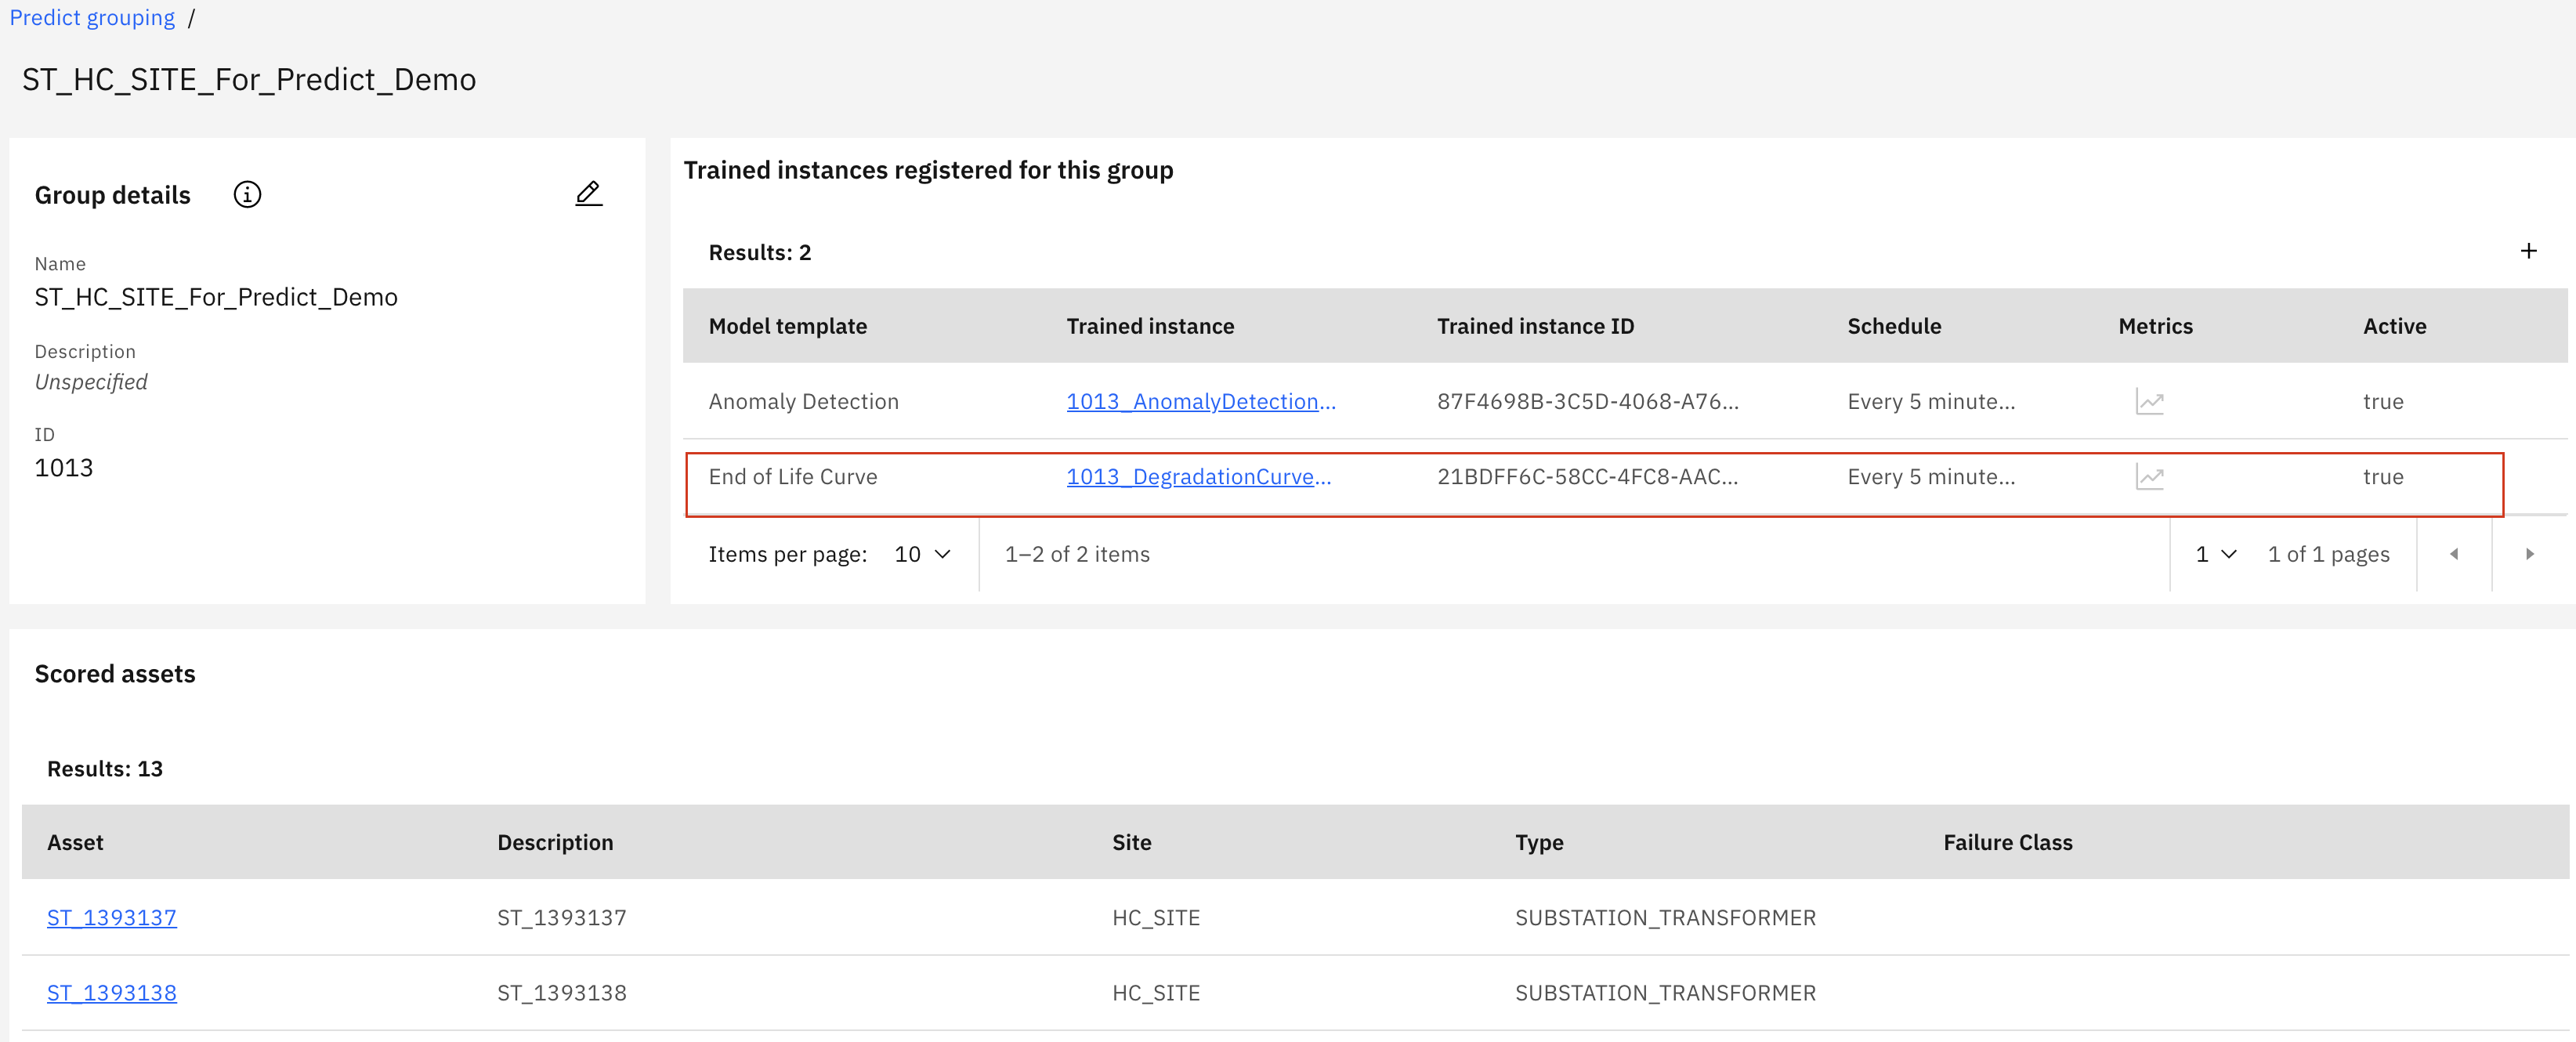 Predict grouping /
ST_HC_SITE_For_Predict_Demo
Group details
Name
ST_HC_SITE_For_Predict_Demo
Description
Unspecified
ID
1013
Trained instances registered for this group
Results: 2
Model template Trained instance Trained instance ID Schedule Metrics Active
Anomaly Detection 1013_AnomalyDetection... 87F4698B-3C5D-4068-A76... Every 5 minute... true
End of Life Curve 1013_DegradationCurve... 21BDFF6C-58CC-4FC8-AAC... Every 5 minute... true
Items per page: 10 1–2 of 2 items 1 1 of 1 pages
Scored assets
Results: 13
Asset Description Site Type Failure Class
ST_1393137 ST_1393137 HC_SITE SUBSTATION_TRANSFORMER
ST_1393138 ST_1393138 HC_SITE SUBSTATION_TRANSFORMER